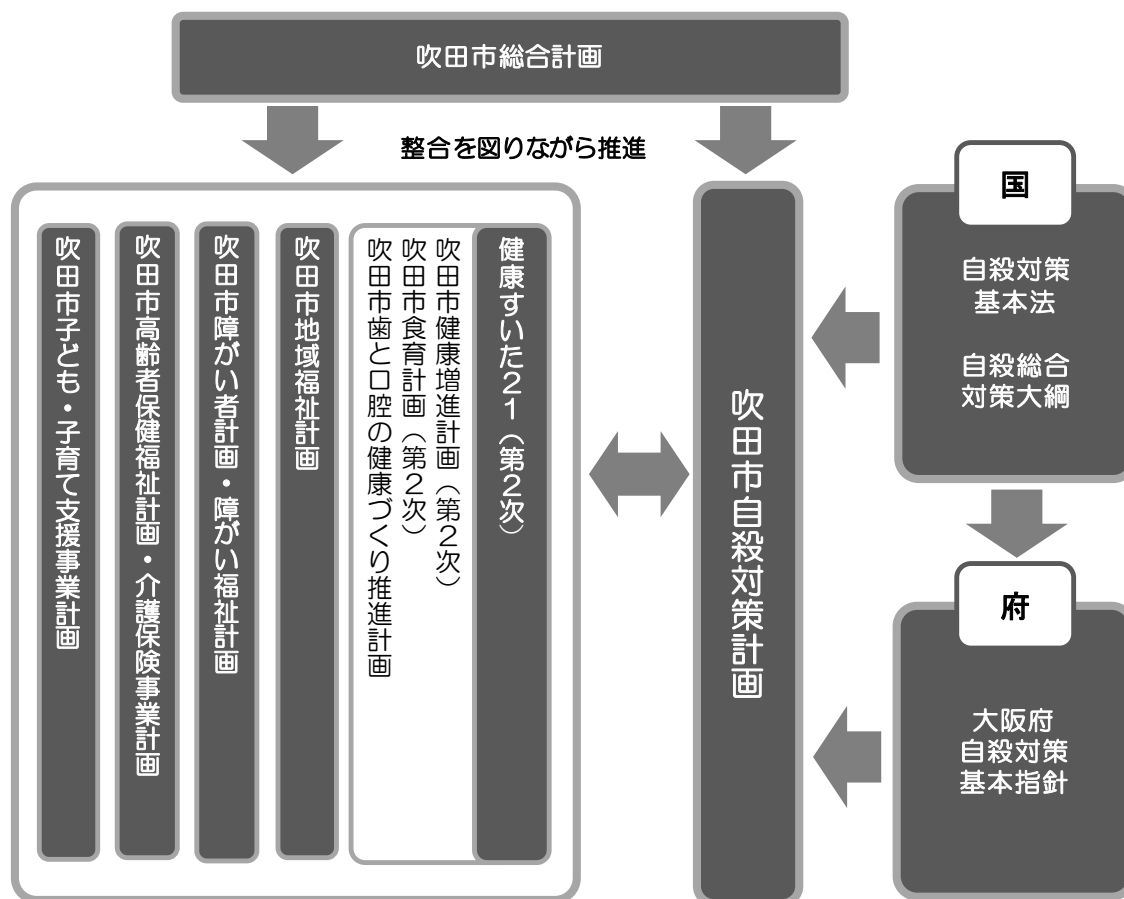 吹田市総合計画
整合を図りながら推進
健康すいた２１（第２次）
吹田市健康増進計画（第２次）
吹田市食育計画（第２次）
吹田市歯と口腔の健康づくり推進計画
吹田市地域福祉計画
吹田市障がい者計画・障がい福祉計画
吹田市高齢者保健福祉計画・介護保険事業計画
吹田市子ども・子育て支援事業計画
吹田市自殺対策計画
国
自殺対策
基本法
自殺総合
対策大綱
府
大阪府
自殺対策
基本指針